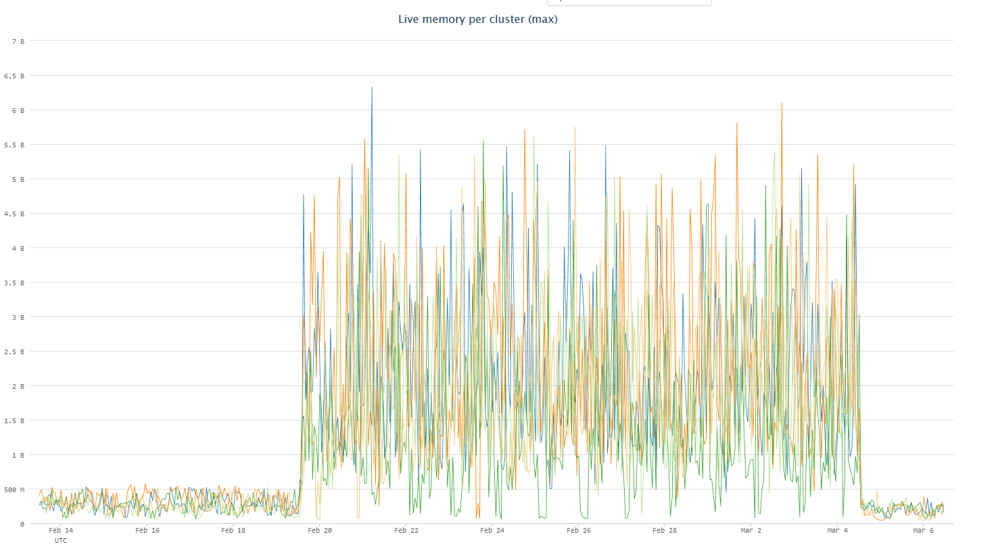 Live memory per cluster (max)
7 B
6.5 B
6 B
5.5 B
5 B
4.5 B
4 B
3.5 B
3 B
2.5 B
2 B
1.5 B
1 B
500 M
0
Feb 14 Feb 16 Feb 18 Feb 20 Feb 22 Feb 24 Feb 26 Feb 28 Mar 2 Mar 4 Mar 6
UTC